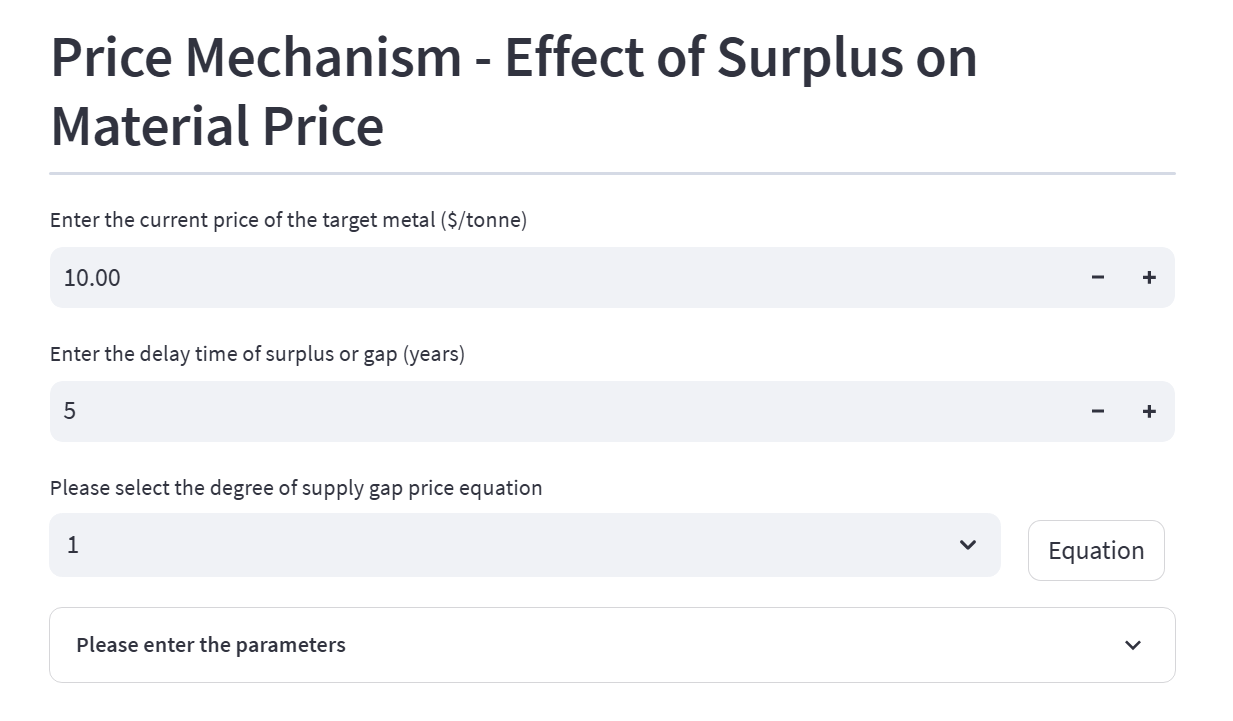 Price Mechanism - Effect of Surplus on
Material Price
Enter the current price of the target metal ($/tonne)
10.00
Enter the delay time of surplus or gap (years)
5
Please select the degree of supply gap price equation
1
Equation
Please enter the parameters